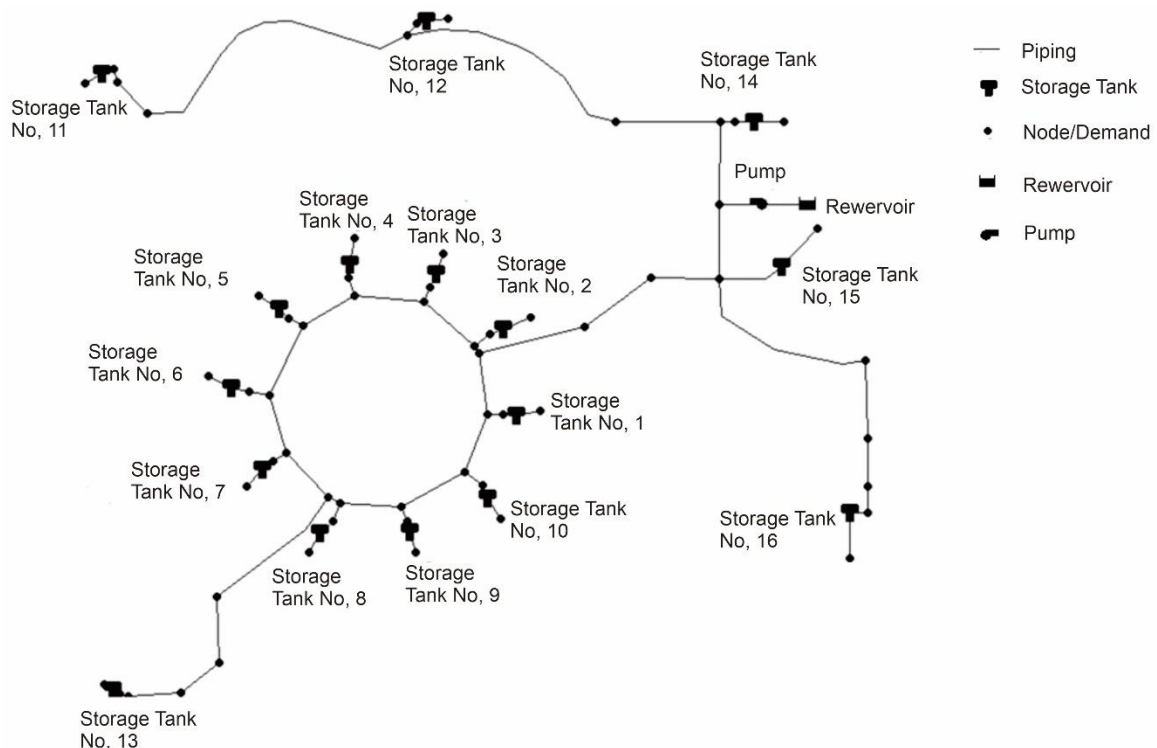 Storage Tank
No, 12
Storage Tank
No, 14
Piping
Storage Tank
Node/Demand
Rewervoir
Pump
Storage Tank
No, 11
Pump
Rewervoir
Storage Tank
No, 15
Storage
Tank No, 4
Storage
Tank No, 3
Storage
Tank No, 2
Storage
Tank No, 5
Storage
Tank No, 6
Storage
Tank No, 1
Storage
Tank No, 7
Storage Tank
No, 10
Storage Tank
No, 16
Storage
Tank No, 8
Storage
Tank No, 9
Storage Tank
No, 13